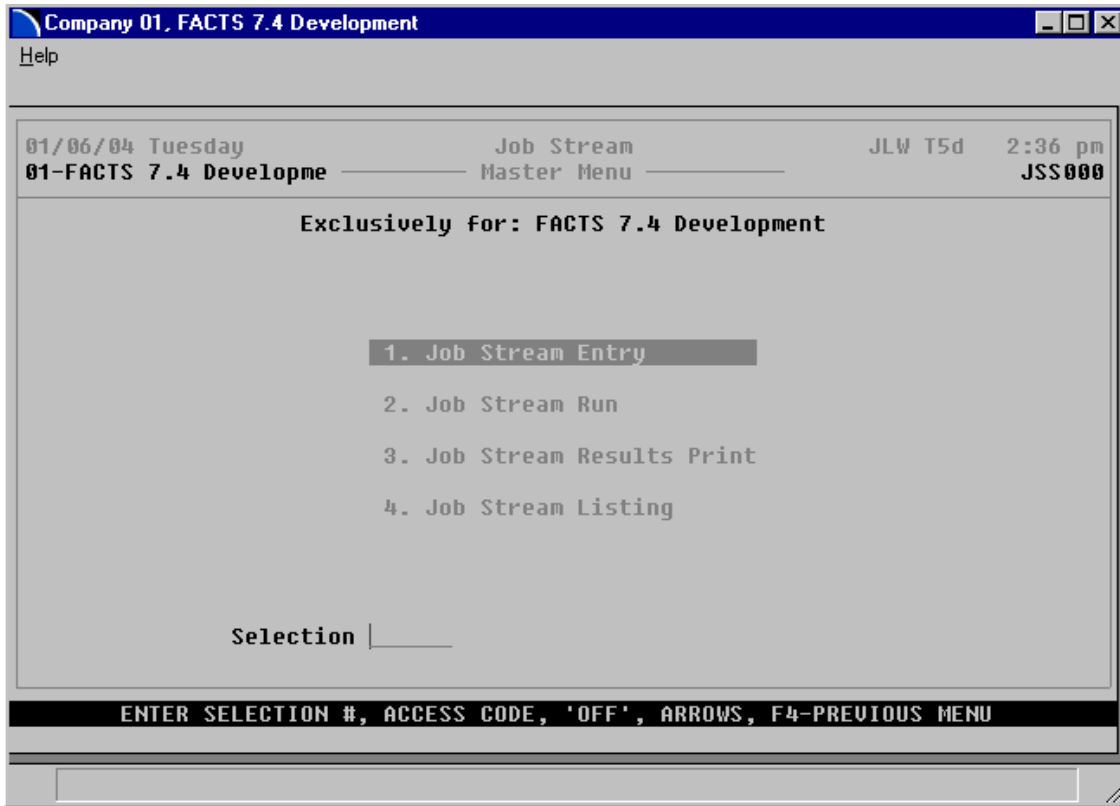 Company 01, FACTS 7.4 Development
Help
01/06/04 Tuesday Job Stream JLW T5d 2:36 pm
01-FACTS 7.4 Developme Master Menu JSS000
Exclusively for: FACTS 7.4 Development
1. Job Stream Entry
2. Job Stream Run
3. Job Stream Results Print
4. Job Stream Listing
Selection
ENTER SELECTION #, ACCESS CODE, 'OFF', ARROWS, F4-PREVIOUS MENU